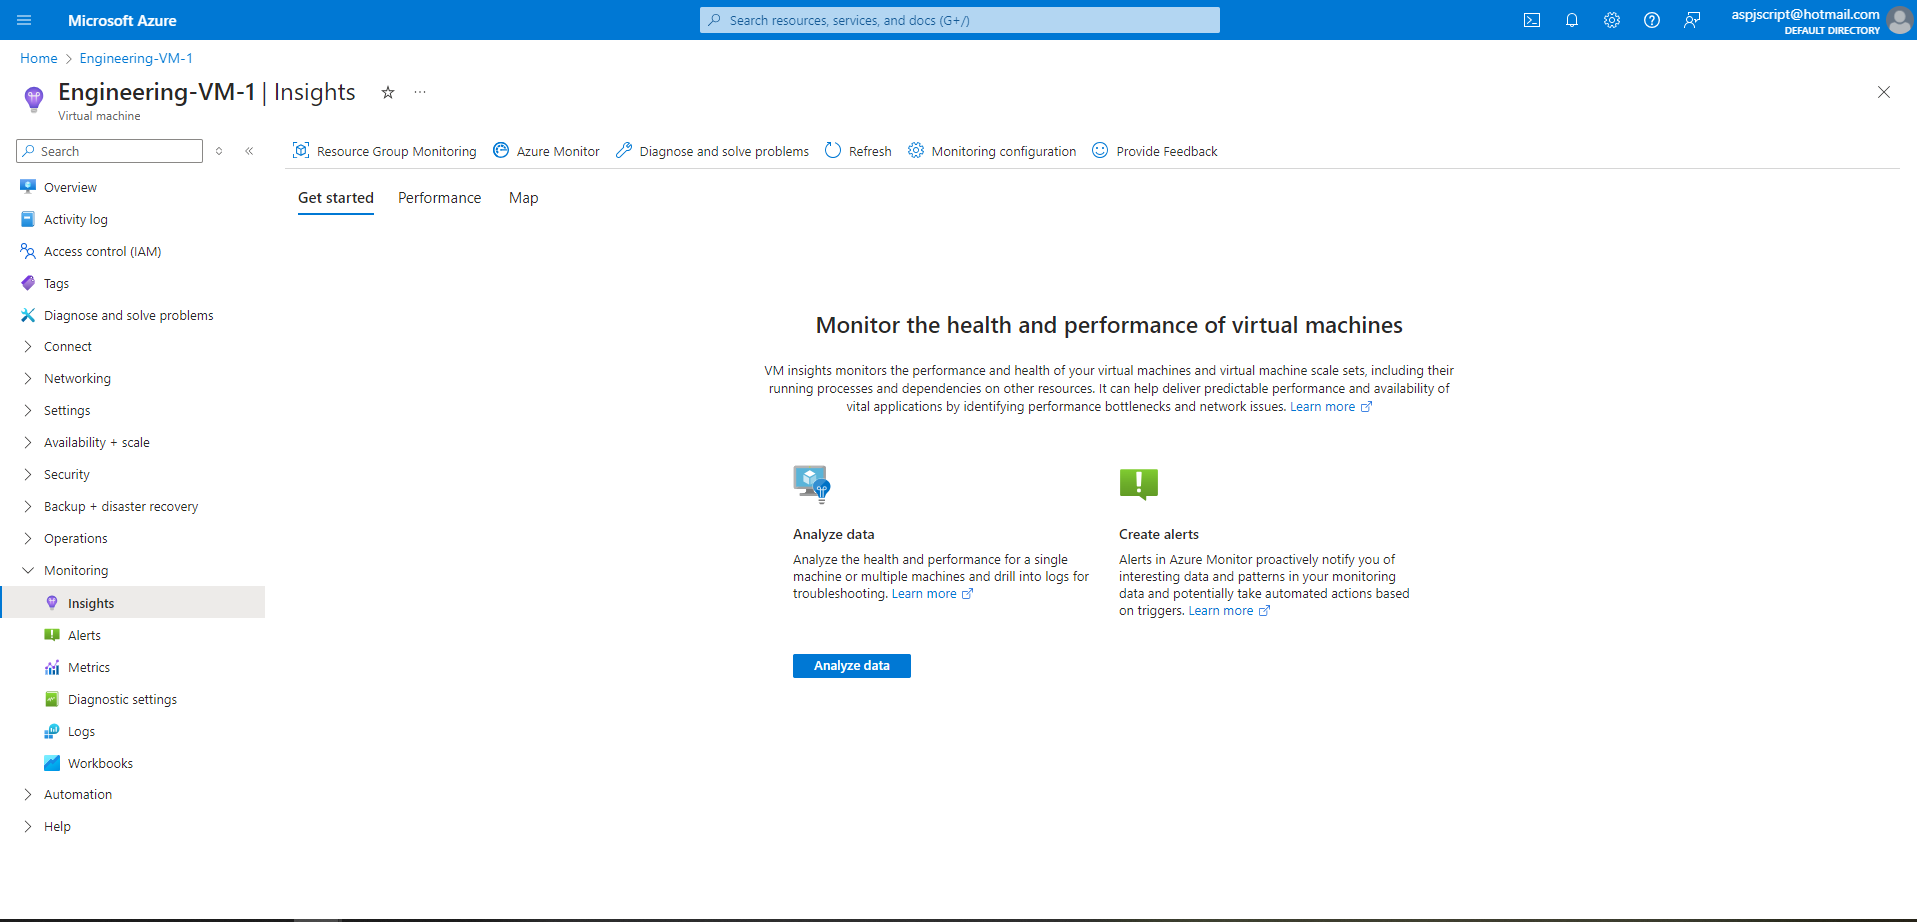 Microsoft Azure
Search resources, services, and docs (G+/)
aspjscript@hotmail.com
DEFAULT DIRECTORY
Home > Engineering-VM-1
Engineering-VM-1 | Insights
Virtual machine
Search
Resource Group Monitoring
Azure Monitor
Diagnose and solve problems
Refresh
Monitoring configuration
Provide Feedback
Overview
Activity log
Access control (IAM)
Tags
Diagnose and solve problems
Connect
Networking
Settings
Availability + scale
Security
Backup + disaster recovery
Operations
Monitoring
Insights
Alerts
Metrics
Diagnostic settings
Logs
Workbooks
Automation
Help
Get started
Performance
Map
Monitor the health and performance of virtual machines
VM insights monitors the performance and health of your virtual machines and virtual machine scale sets, including their
running processes and dependencies on other resources. It can help deliver predictable performance and availability of
vital applications by identifying performance bottlenecks and network issues. Learn more
Analyze data
Analyze the health and performance for a single
machine or multiple machines and drill into logs for
troubleshooting. Learn more
Analyze data
Create alerts
Alerts in Azure Monitor proactively notify you of
interesting data and patterns in your monitoring
data and potentially take automated actions based
on triggers. Learn more